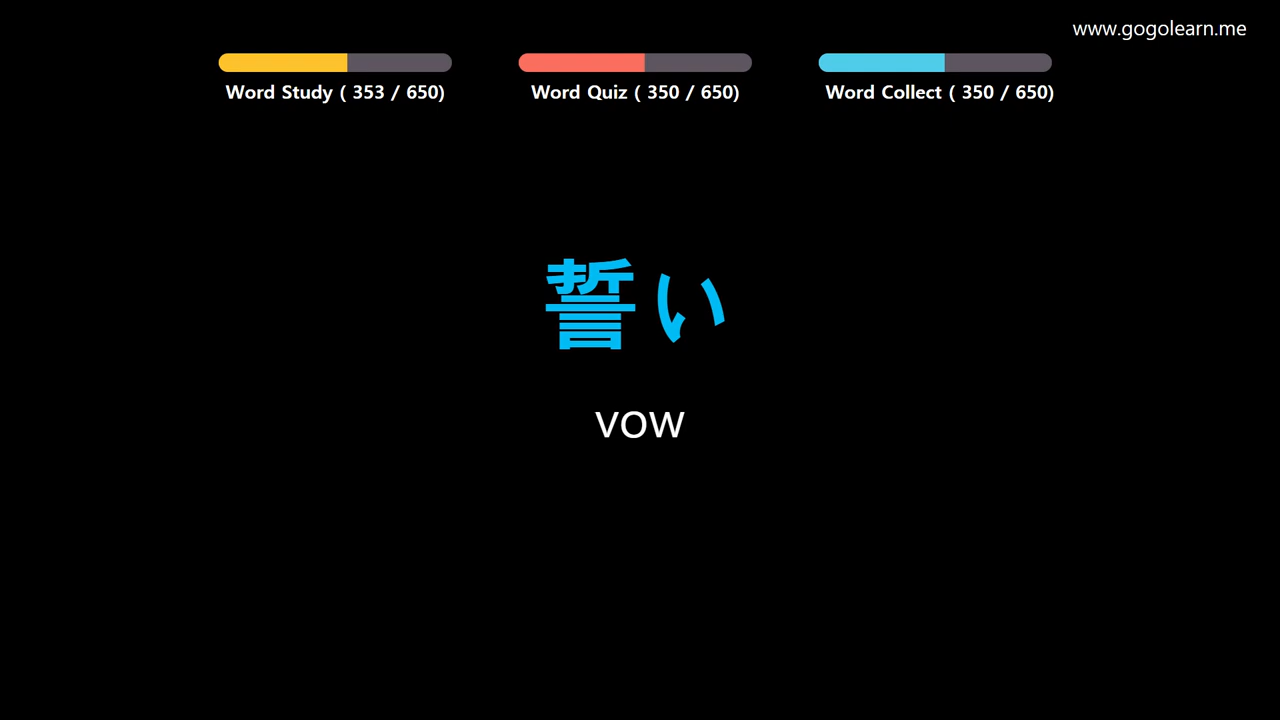 www.gogolearn.me
Word Study ( 353 / 650)
Word Quiz ( 350 / 650)
Word Collect ( 350 / 650)
誓い
vow